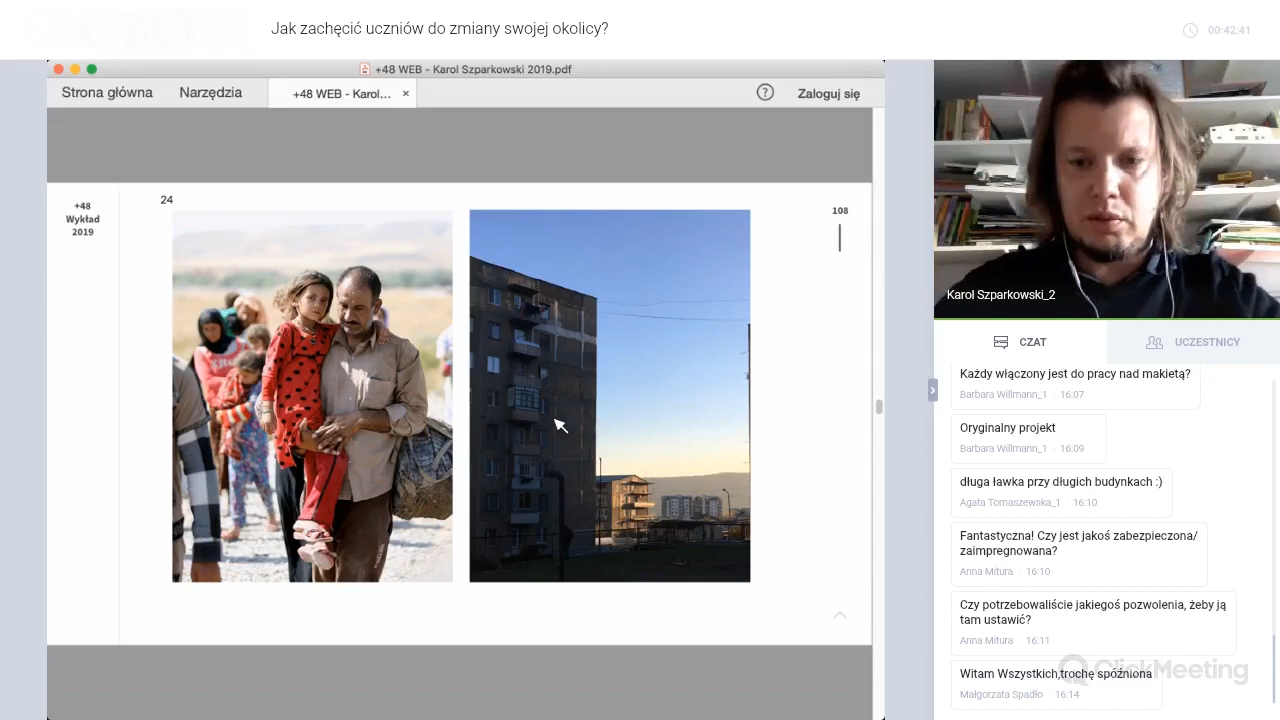 Jak zachęcić uczniów do zmiany swojej okolicy?
00:42:41
+48 WEB - Karol Szparkowski 2019.pdf
Strona główna
Narzędzia
+48 WEB - Karol... ×
?
Zaloguj się
+48
Wykład
2019
24
108
Karol Szparkowski_2
CZAT
UCZESTNICY
Każdy włączony jest do pracy nad makietą?
Barbara Willmann_1 16:07
Oryginalny projekt
Barbara Willmann_1 16:09
długa ławka przy długich budynkach :)
Agata Tomaszewska_1 16:10
Fantastyczna! Czy jest jakoś zabezpieczona/
zaimpregnowana?
Anna Mitura 16:10
Czy potrzebowaliście jakiegoś pozwolenia, żeby ją
tam ustawić?
Anna Mitura 16:11
Witam Wszystkich,trochę spóźniona
Małgorzata Spadło 16:14
ClickMeeting